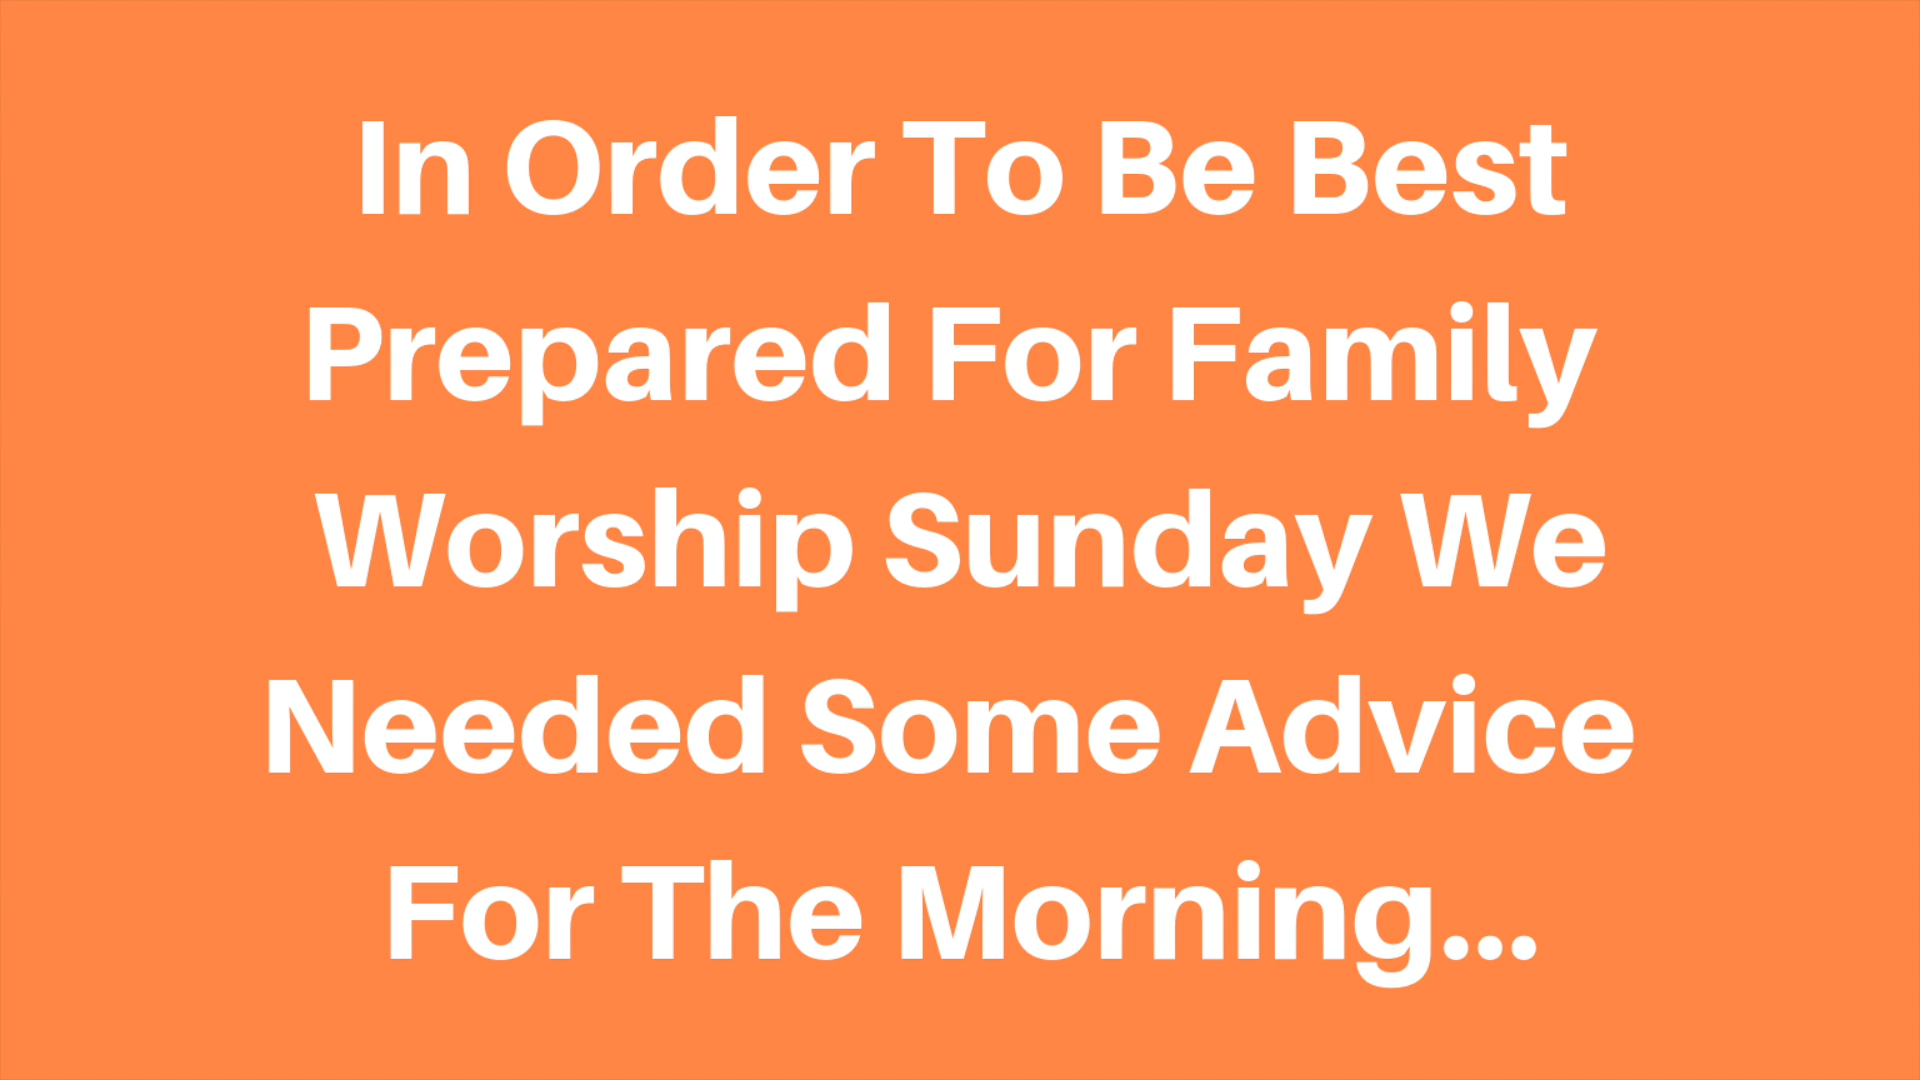 In Order To Be Best
Prepared For Family
Worship Sunday We
Needed Some Advice
For The Morning...